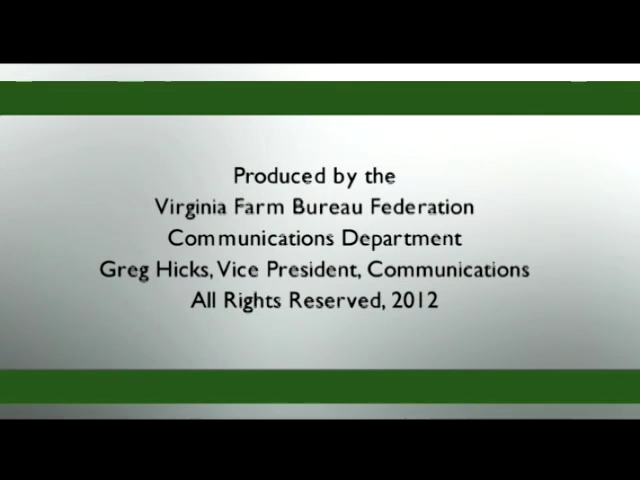 Produced by the
Virginia Farm Bureau Federation
Communications Department
Greg Hicks, Vice President, Communications
All Rights Reserved, 2012